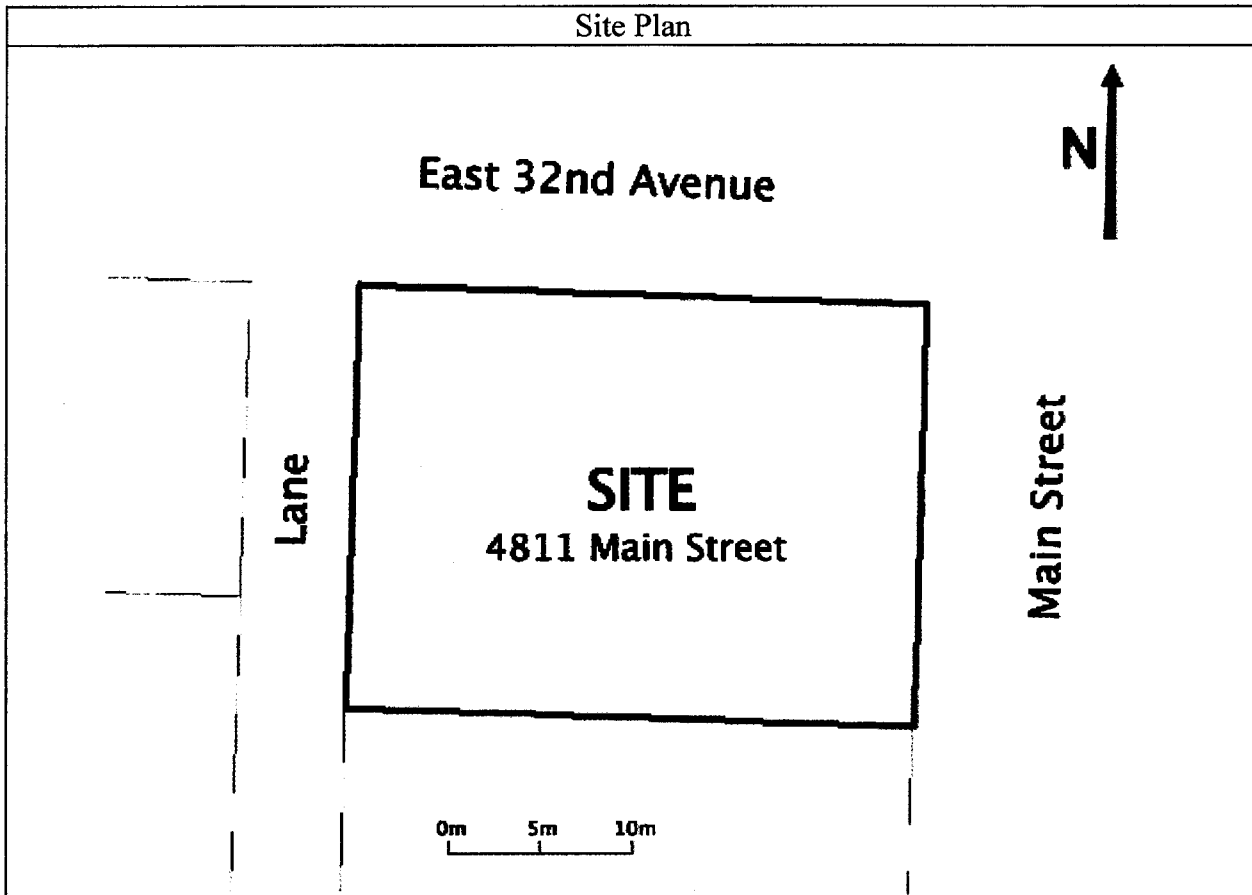 Site Plan
N
East 32nd Avenue
Lane
SITE
4811 Main Street
Main Street
0m 5m 10m